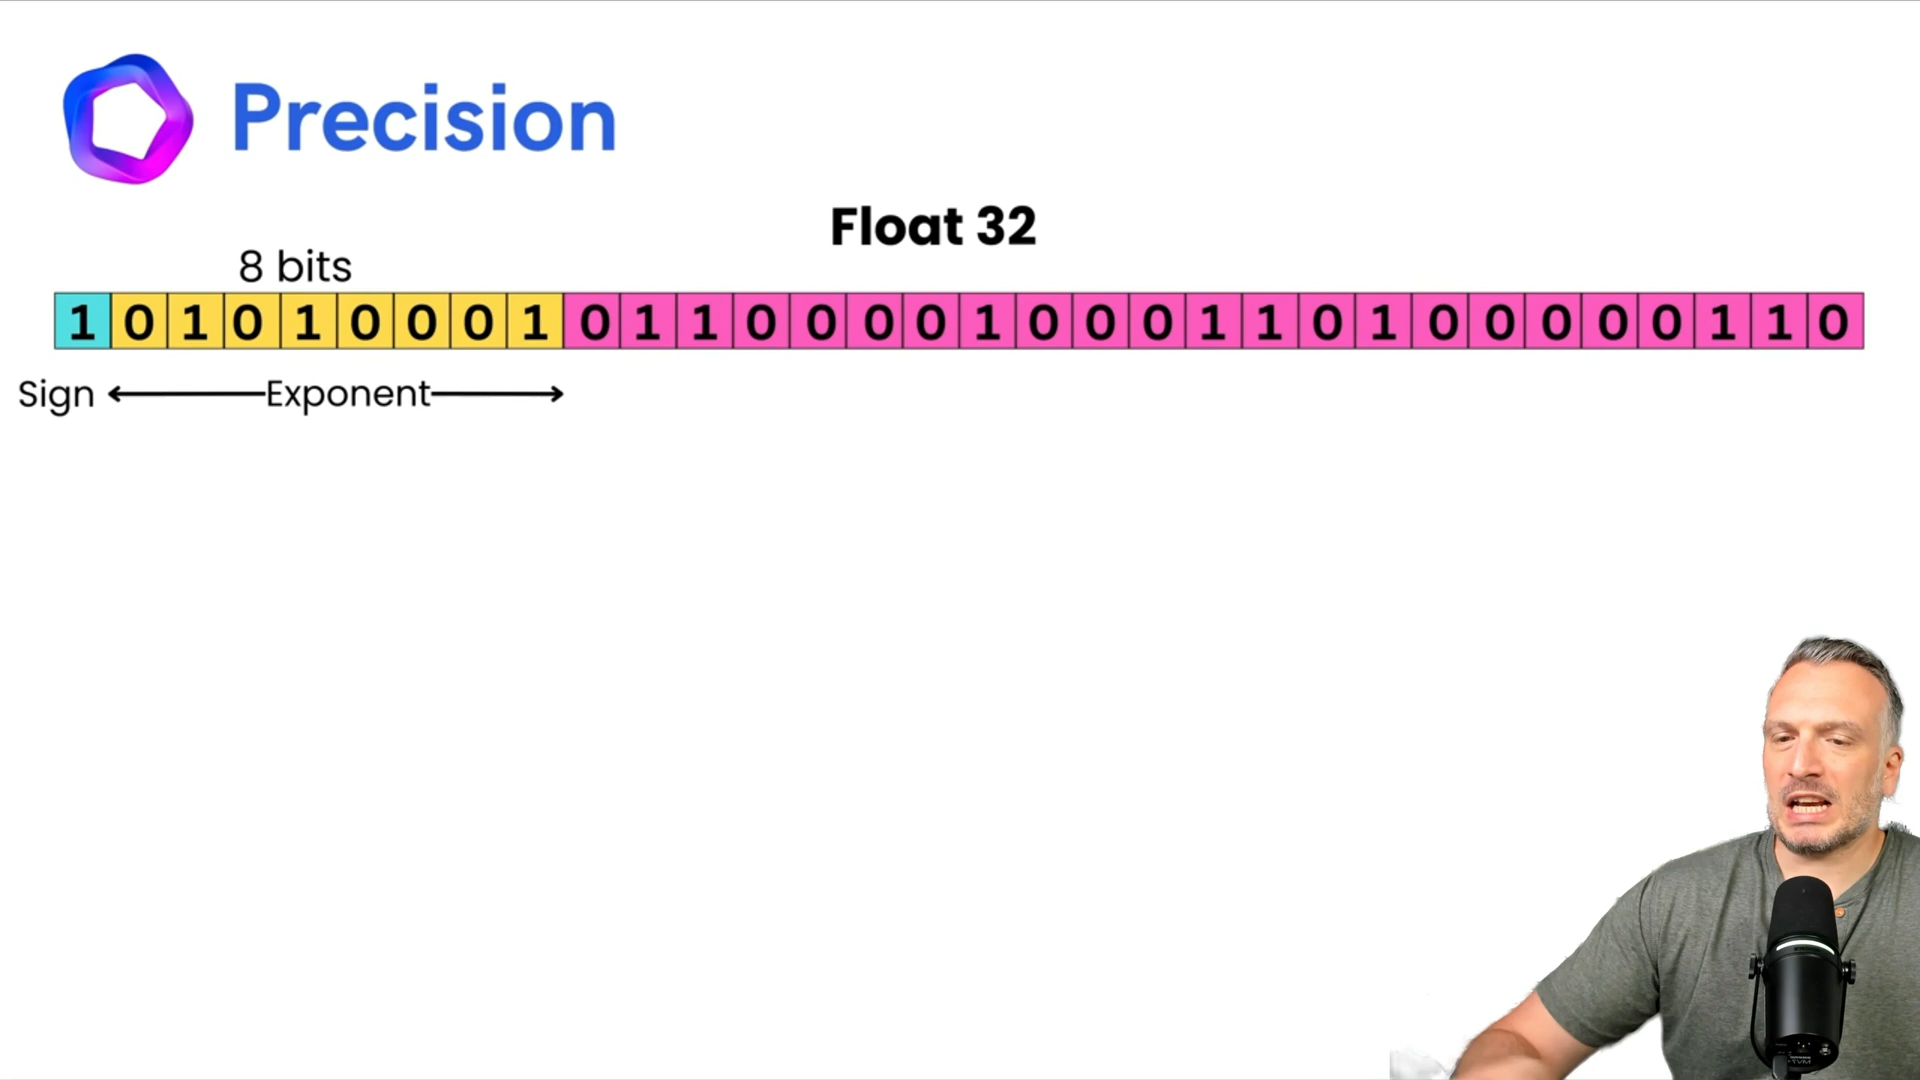 Precision
Float 32
8 bits
1 0 1 0 1 0 0 0 1 0 1 1 0 0 0 0 1 0 0 0 1 1 0 1 0 0 0 0 0 1 1 0
Sign Exponent